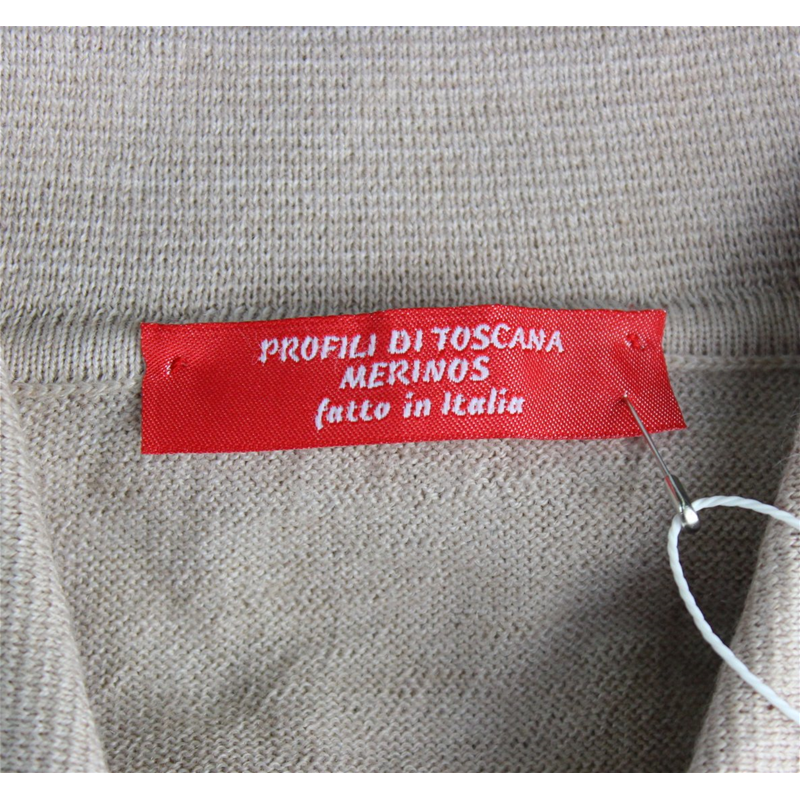 PROFILI DI TOSCANA
MERINOS
fatto in Italia